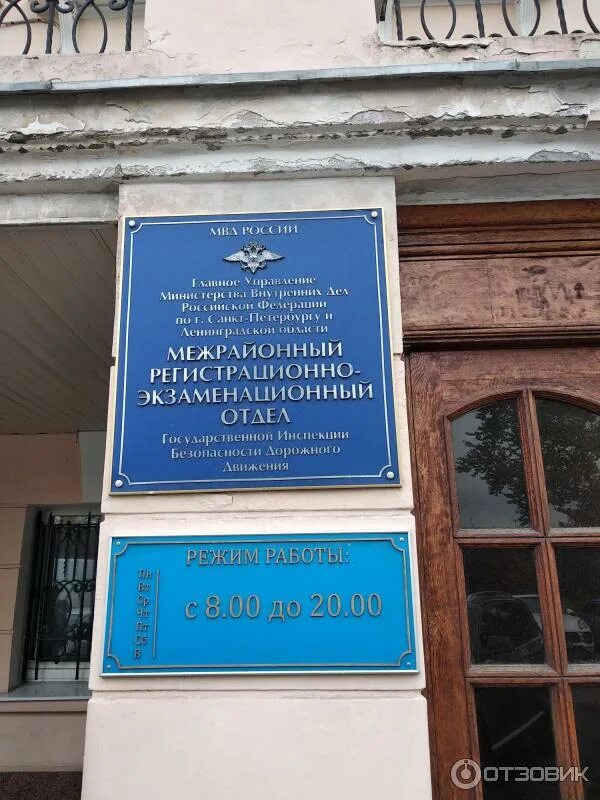 МВД РОССИИ
Главное Управление
Министерства Внутренних Дел
Российской Федерации
по г. Санкт-Петербургу и
Ленинградской области
МЕЖРАЙОННЫЙ
РЕГИСТРАЦИОННО-
ЭКЗАМЕНАЦИОННЫЙ
ОТДЕЛ
Государственной Инспекции
Безопасности Дорожного
Движения
РЕЖИМ РАБОТЫ:
Пн
Вт
Ср
Чт
Пт
Сб
В
с 8.00 до 20.00
ОТЗОВИК